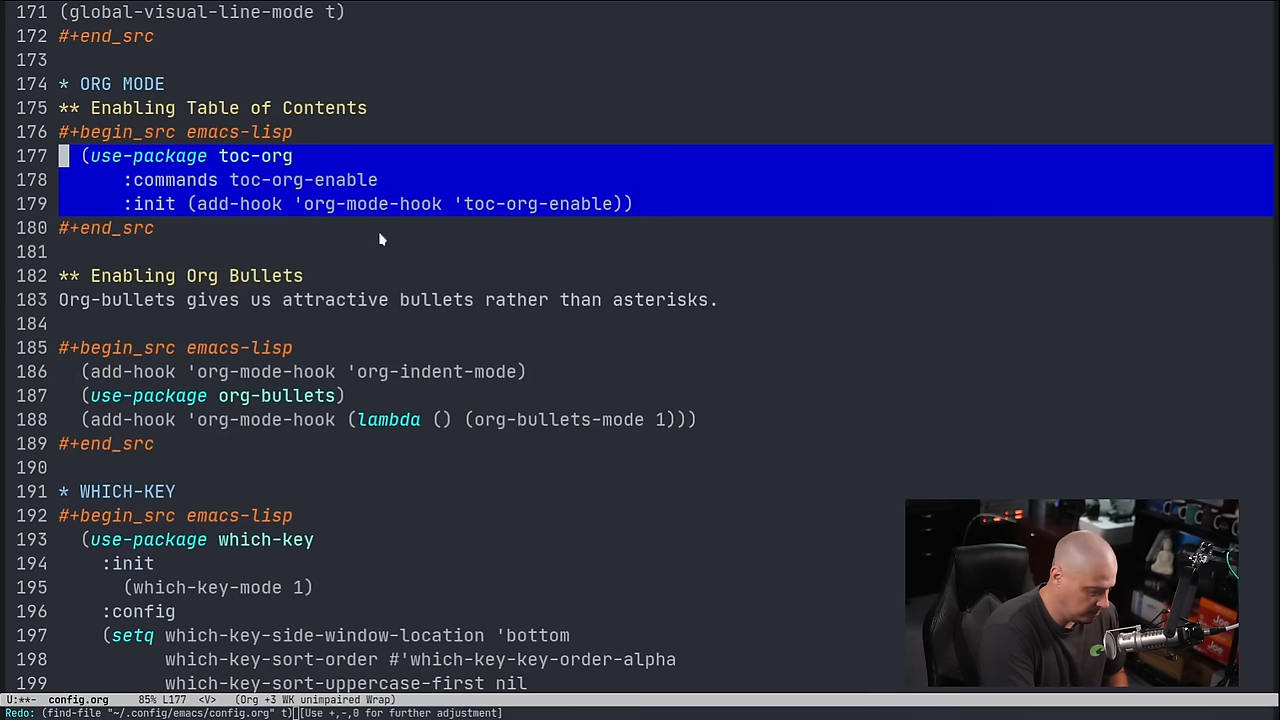 171 (global-visual-line-mode t)
172 #+end_src
173
174 * ORG MODE
175 ** Enabling Table of Contents
176 #+begin_src emacs-lisp
177   (use-package toc-org
178       :commands toc-org-enable
179       :init (add-hook 'org-mode-hook 'toc-org-enable))
180 #+end_src
181
182 ** Enabling Org Bullets
183 Org-bullets gives us attractive bullets rather than asterisks.
184
185 #+begin_src emacs-lisp
186   (add-hook 'org-mode-hook 'org-indent-mode)
187   (use-package org-bullets)
188   (add-hook 'org-mode-hook (lambda () (org-bullets-mode 1)))
189 #+end_src
190
191 * WHICH-KEY
192 #+begin_src emacs-lisp
193   (use-package which-key
194     :init
195       (which-key-mode 1)
196     :config
197     (setq which-key-side-window-location 'bottom
198           which-key-sort-order #'which-key-key-order-alpha
199           which-key-sort-uppercase-first nil
U:**-  config.org     85% L177  <V>  (Org +3 WK unimpaired Wrap)
Redo: (find-file "~/.config/emacs/config.org" t)[Use +,-,0 for further adjustment]